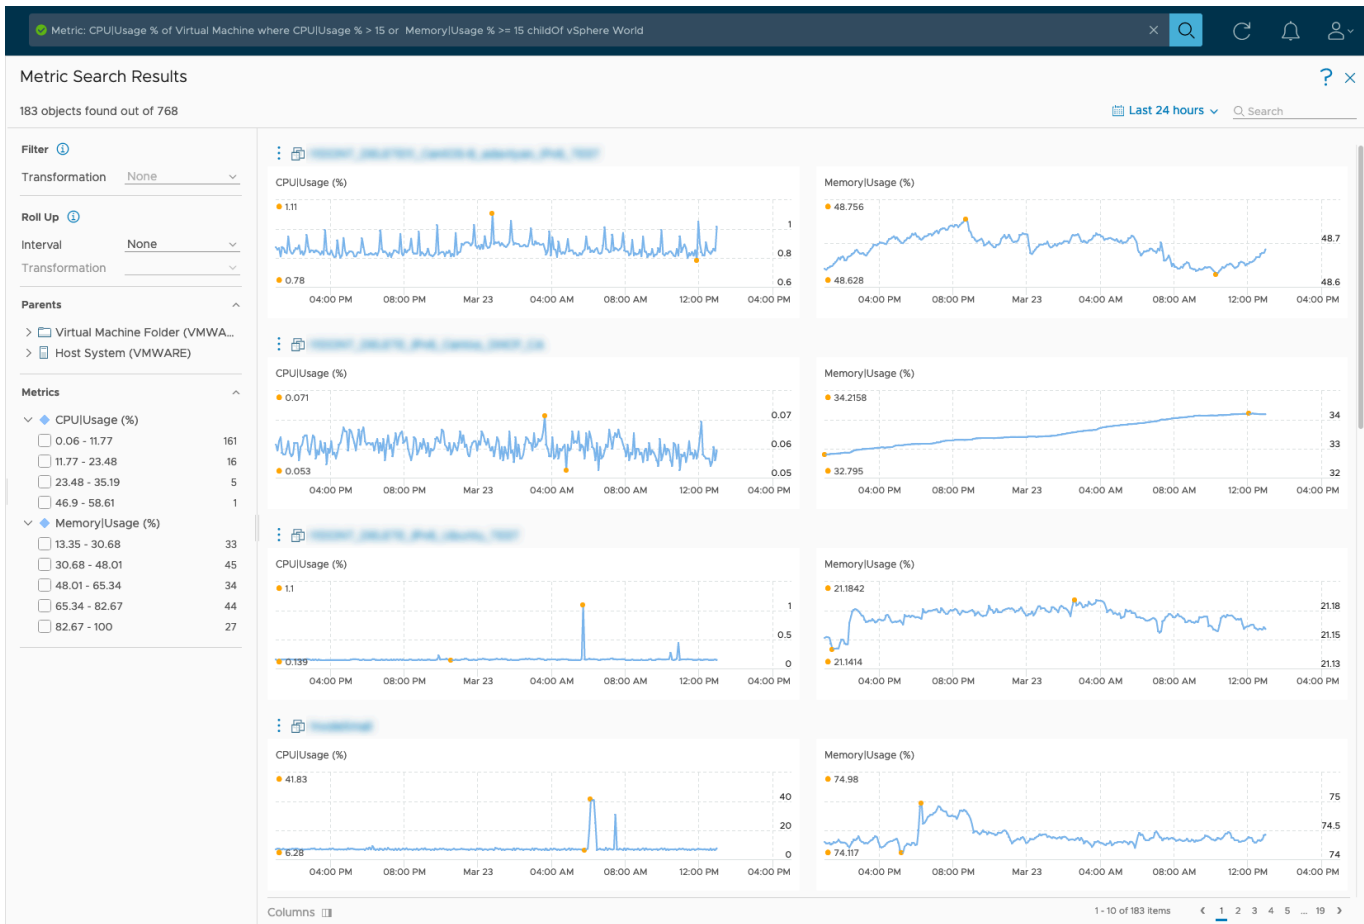 Metric: CPU|Usage % of Virtual Machine where CPU|Usage % > 15 or Memory|Usage % >= 15 childOf vSphere World
Metric Search Results
183 objects found out of 768
Last 24 hours
Search
Filter
Transformation None
Roll Up
Interval None
Transformation
Parents
Virtual Machine Folder (VMWA...
Host System (VMWARE)
Metrics
CPU|Usage (%)
0.06 - 11.77 161
11.77 - 23.48 16
23.48 - 35.19 5
46.9 - 58.61 1
Memory|Usage (%)
13.35 - 30.68 33
30.68 - 48.01 45
48.01 - 65.34 34
65.34 - 82.67 44
82.67 - 100 27
CPU|Usage (%)
1.11
1
0.8
0.78
0.6
04:00 PM 08:00 PM Mar 23 04:00 AM 08:00 AM 12:00 PM 04:00 PM
Memory|Usage (%)
48.756
48.7
48.628
48.6
04:00 PM 08:00 PM Mar 23 04:00 AM 08:00 AM 12:00 PM 04:00 PM
CPU|Usage (%)
0.071
0.07
0.06
0.053
0.05
04:00 PM 08:00 PM Mar 23 04:00 AM 08:00 AM 12:00 PM 04:00 PM
Memory|Usage (%)
34.2158
34
33
32.795
32
04:00 PM 08:00 PM Mar 23 04:00 AM 08:00 AM 12:00 PM 04:00 PM
CPU|Usage (%)
1.1
1
0.5
0.139
0
04:00 PM 08:00 PM Mar 23 04:00 AM 08:00 AM 12:00 PM 04:00 PM
Memory|Usage (%)
21.1842
21.18
21.15
21.1414
21.13
04:00 PM 08:00 PM Mar 23 04:00 AM 08:00 AM 12:00 PM 04:00 PM
CPU|Usage (%)
41.83
40
20
6.28
0
04:00 PM 08:00 PM Mar 23 04:00 AM 08:00 AM 12:00 PM 04:00 PM
Memory|Usage (%)
74.98
75
74.5
74.117
74
04:00 PM 08:00 PM Mar 23 04:00 AM 08:00 AM 12:00 PM 04:00 PM
Columns
1 - 10 of 183 items
1 2 3 4 5 ... 19